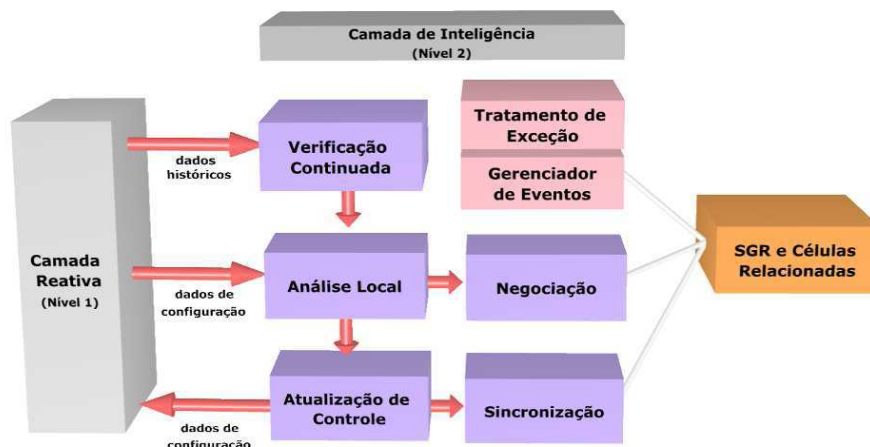 Camada de Inteligência
(Nível 2)
Tratamento de
Exceção
Verificação
Continuada
dados
históricos
Gerenciador
de Eventos
SGR e Células
Relacionadas
Camada
Reativa
(Nível 1)
Análise Local
Negociação
dados de
configuração
Atualização de
Controle
Sincronização
dados de
configuração